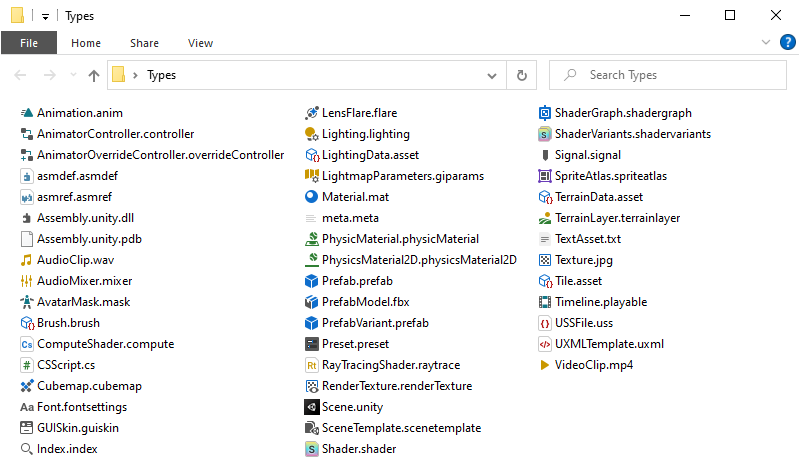 Types
File Home Share View
Types
Search Types
Animation.anim
AnimatorController.controller
AnimatorOverrideController.overrideController
asmdef.asmdef
asmref.asmref
Assembly.unity.dll
Assembly.unity.pdb
AudioClip.wav
AudioMixer.mixer
AvatarMask.mask
Brush.brush
ComputeShader.compute
CSScript.cs
Cubemap.cubemap
Font.fontsettings
GUISkin.guiskin
Index.index
LensFlare.flare
Lighting.lighting
LightingData.asset
LightmapParameters.giparams
Material.mat
meta.meta
PhysicMaterial.physicMaterial
PhysicsMaterial2D.physicsMaterial2D
Prefab.prefab
PrefabModel.fbx
PrefabVariant.prefab
Preset.preset
RayTracingShader.raytrace
RenderTexture.renderTexture
Scene.unity
SceneTemplate.scenetemplate
Shader.shader
ShaderGraph.shadergraph
ShaderVariants.shadervariants
Signal.signal
SpriteAtlas.spriteatlas
TerrainData.asset
TerrainLayer.terrainlayer
TextAsset.txt
Texture.jpg
Tile.asset
Timeline.playable
USSFile.uss
UXMLTemplate.uxml
VideoClip.mp4